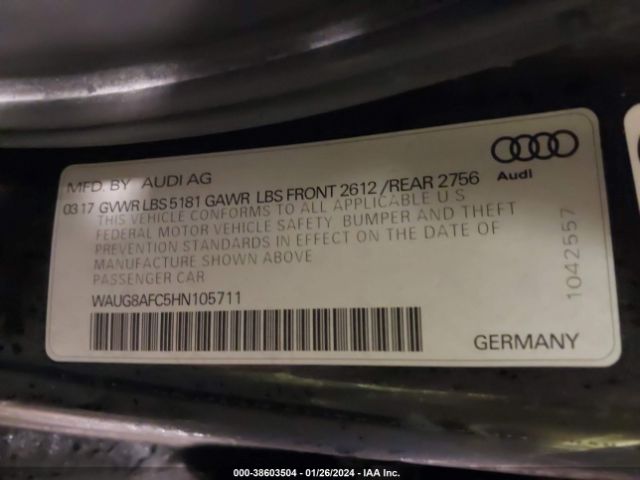 MFD. BY AUDI AG
Audi
03 17 GVWR LBS 5181 GAWR LBS FRONT 2612 / REAR 2756
THIS VEHICLE CONFORMS TO ALL APPLICABLE U S
FEDERAL MOTOR VEHICLE SAFETY BUMPER AND THEFT
PREVENTION STANDARDS IN EFFECT ON THE DATE OF
MANUFACTURE SHOWN ABOVE
PASSENGER CAR
WAUG8AFC5HN105711
GERMANY
1042557
000-38603504 - 01/26/2024 - IAA Inc.